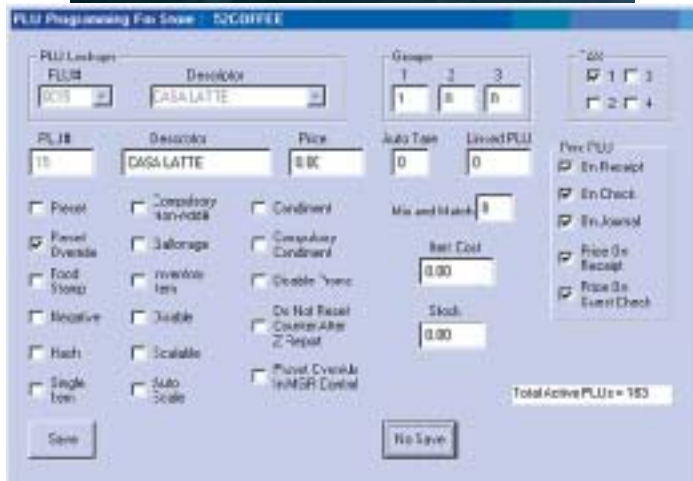 PLU Programming For Store : 52COFFEE
PLU Lookups
PLU#
Descriptor
0015
CASA LATTE
Groups
1 2 3
1 0 0
TAX
1 3
2 4
PLU#
Descriptor
Price
Auto Tare
Linked PLU
15
CASA LATTE
0.00
0
0
Print PLU
On Receipt
On Check
On Journal
Price On
Receipt
Price On
Guest Check
Preset
Compulsory
Non-Add#
Condiment
Mix and Match
0
Preset
Override
Gallonage
Compulsory
Condiment
Item Cost
0.00
Food
Stamp
Inventory
Item
Disable Promo
Negative
Disable
Do Not Reset
Counter After
Z Report
Stock
0.00
Hash
Scalable
Single
Item
Auto
Scale
Preset Override
In MGR Control
Total Active PLUs = 163
Save
No Save